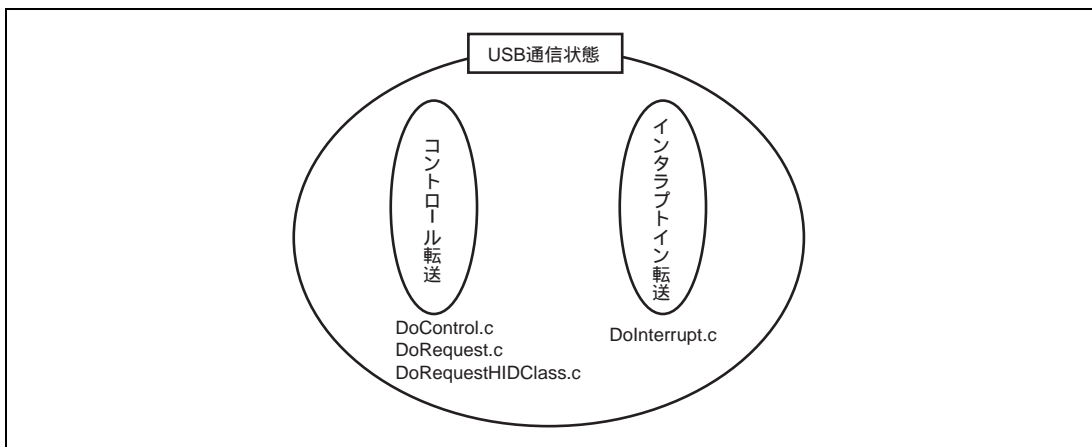 USB通信状態
コントロール転送
インタラプトイン転送
DoControl.c
DoRequest.c
DoRequestHIDClass.c
DoInterrupt.c